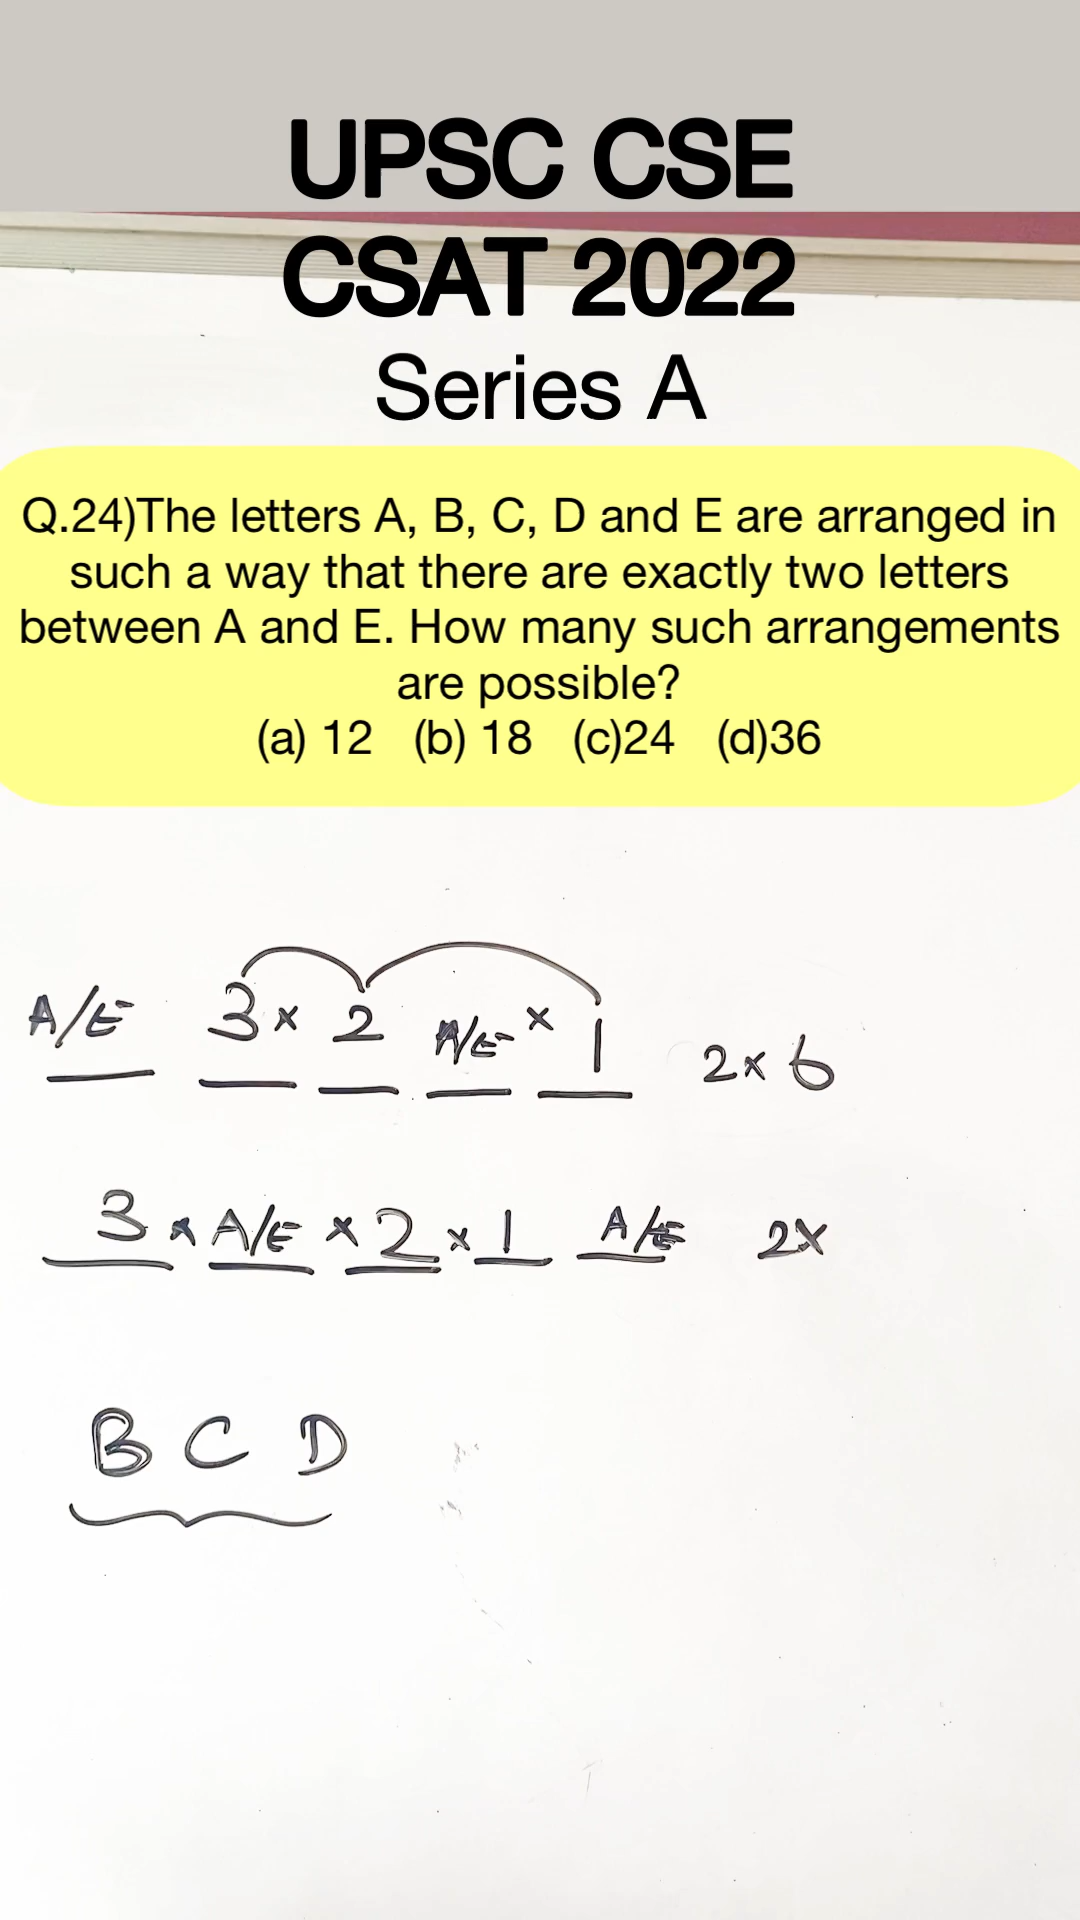 UPSC CSE
CSAT 2022
Series A
Q.24)The letters A, B, C, D and E are arranged in
such a way that there are exactly two letters
between A and E. How many such arrangements
are possible?
(a) 12 (b) 18 (c)24 (d)36
A/E 3 x 2 A/E x 1 2 x 6
3 x A/E x 2 x 1 A/E 2x
B C D